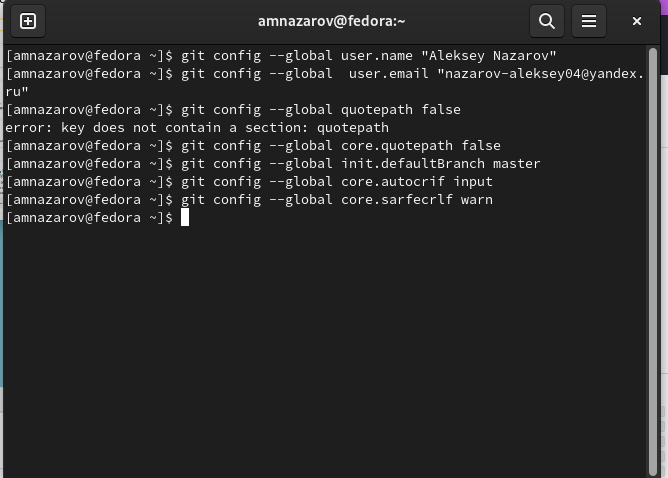 amnazarov@fedora:~
[amnazarov@fedora ~]$ git config --global user.name "Aleksey Nazarov"
[amnazarov@fedora ~]$ git config --global  user.email "nazarov-aleksey04@yandex.
ru"
[amnazarov@fedora ~]$ git config --global quotepath false
error: key does not contain a section: quotepath
[amnazarov@fedora ~]$ git config --global core.quotepath false
[amnazarov@fedora ~]$ git config --global init.defaultBranch master
[amnazarov@fedora ~]$ git config --global core.autocrif input
[amnazarov@fedora ~]$ git config --global core.sarfecrlf warn
[amnazarov@fedora ~]$